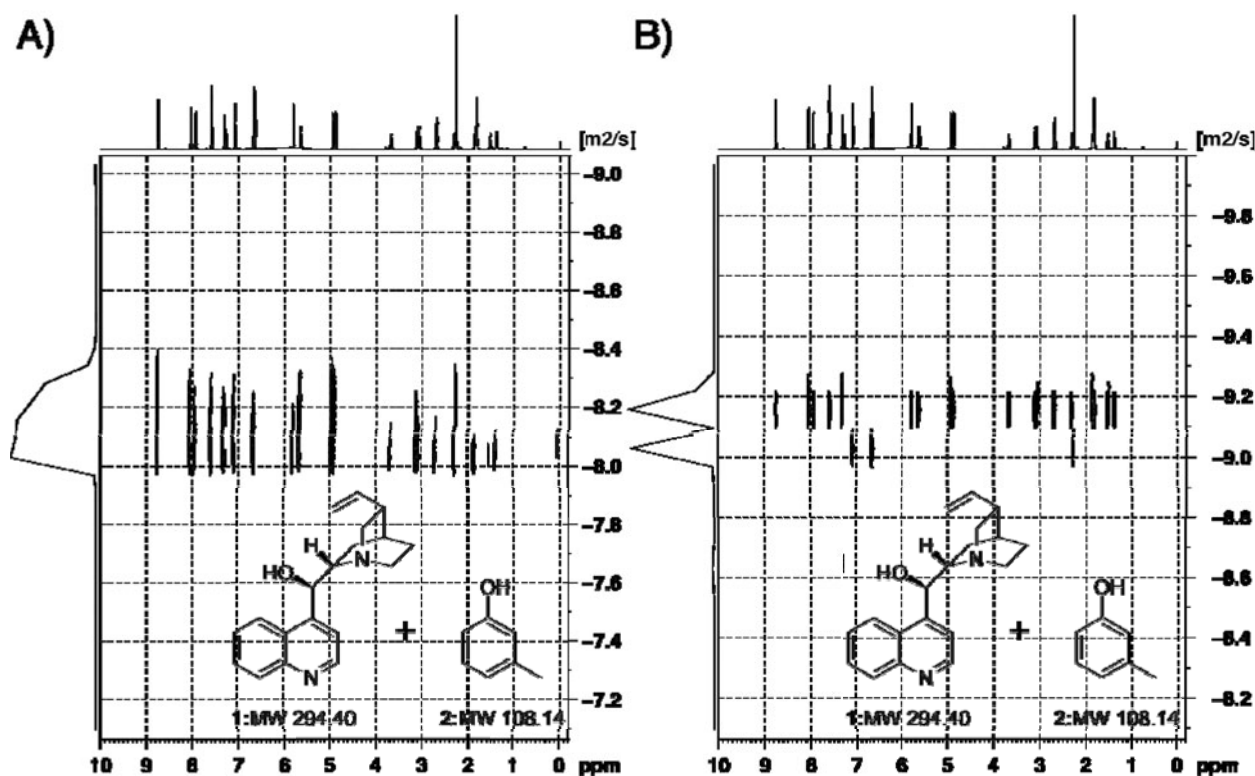 A)
[m2/s]
-9.0
-8.8
-8.6
-8.4
-8.2
-8.0
-7.8
-7.6
-7.4
-7.2
H
N
HO
OH
+
N
1:MW 294.40
2:MW 108.14
10 9 8 7 6 5 4 3 2 1 0 ppm
B)
[m2/s]
-9.8
-9.6
-9.4
-9.2
-9.0
-8.8
-8.6
-8.4
-8.2
H
N
HO
OH
+
N
1:MW 294.40
2:MW 108.14
10 9 8 7 6 5 4 3 2 1 0 ppm